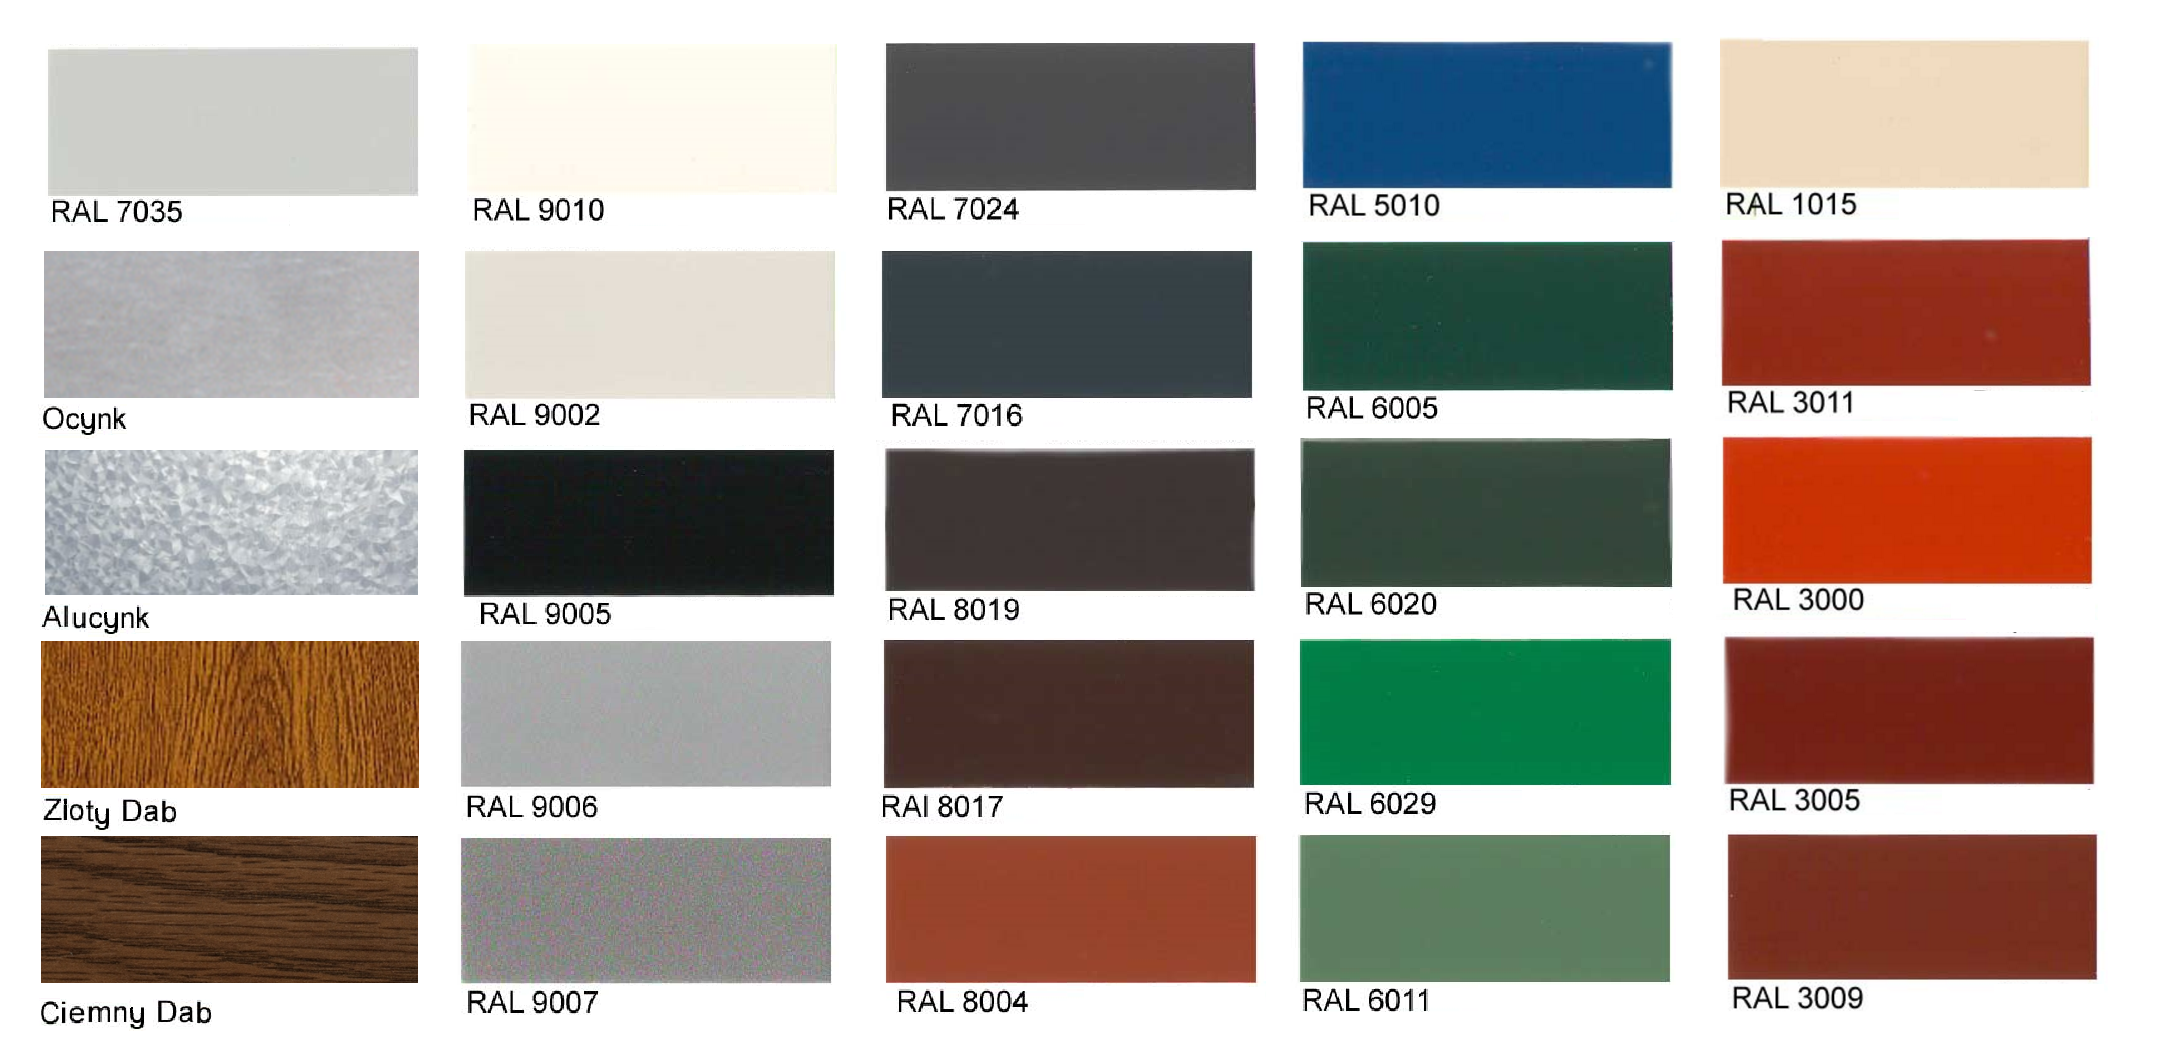 RAL 7035
RAL 9010
RAL 7024
RAL 5010
RAL 1015
Ocynk
RAL 9002
RAL 7016
RAL 6005
RAL 3011
Alucynk
RAL 9005
RAL 8019
RAL 6020
RAL 3000
Zloty Dab
RAL 9006
RAl 8017
RAL 6029
RAL 3005
Ciemny Dab
RAL 9007
RAL 8004
RAL 6011
RAL 3009